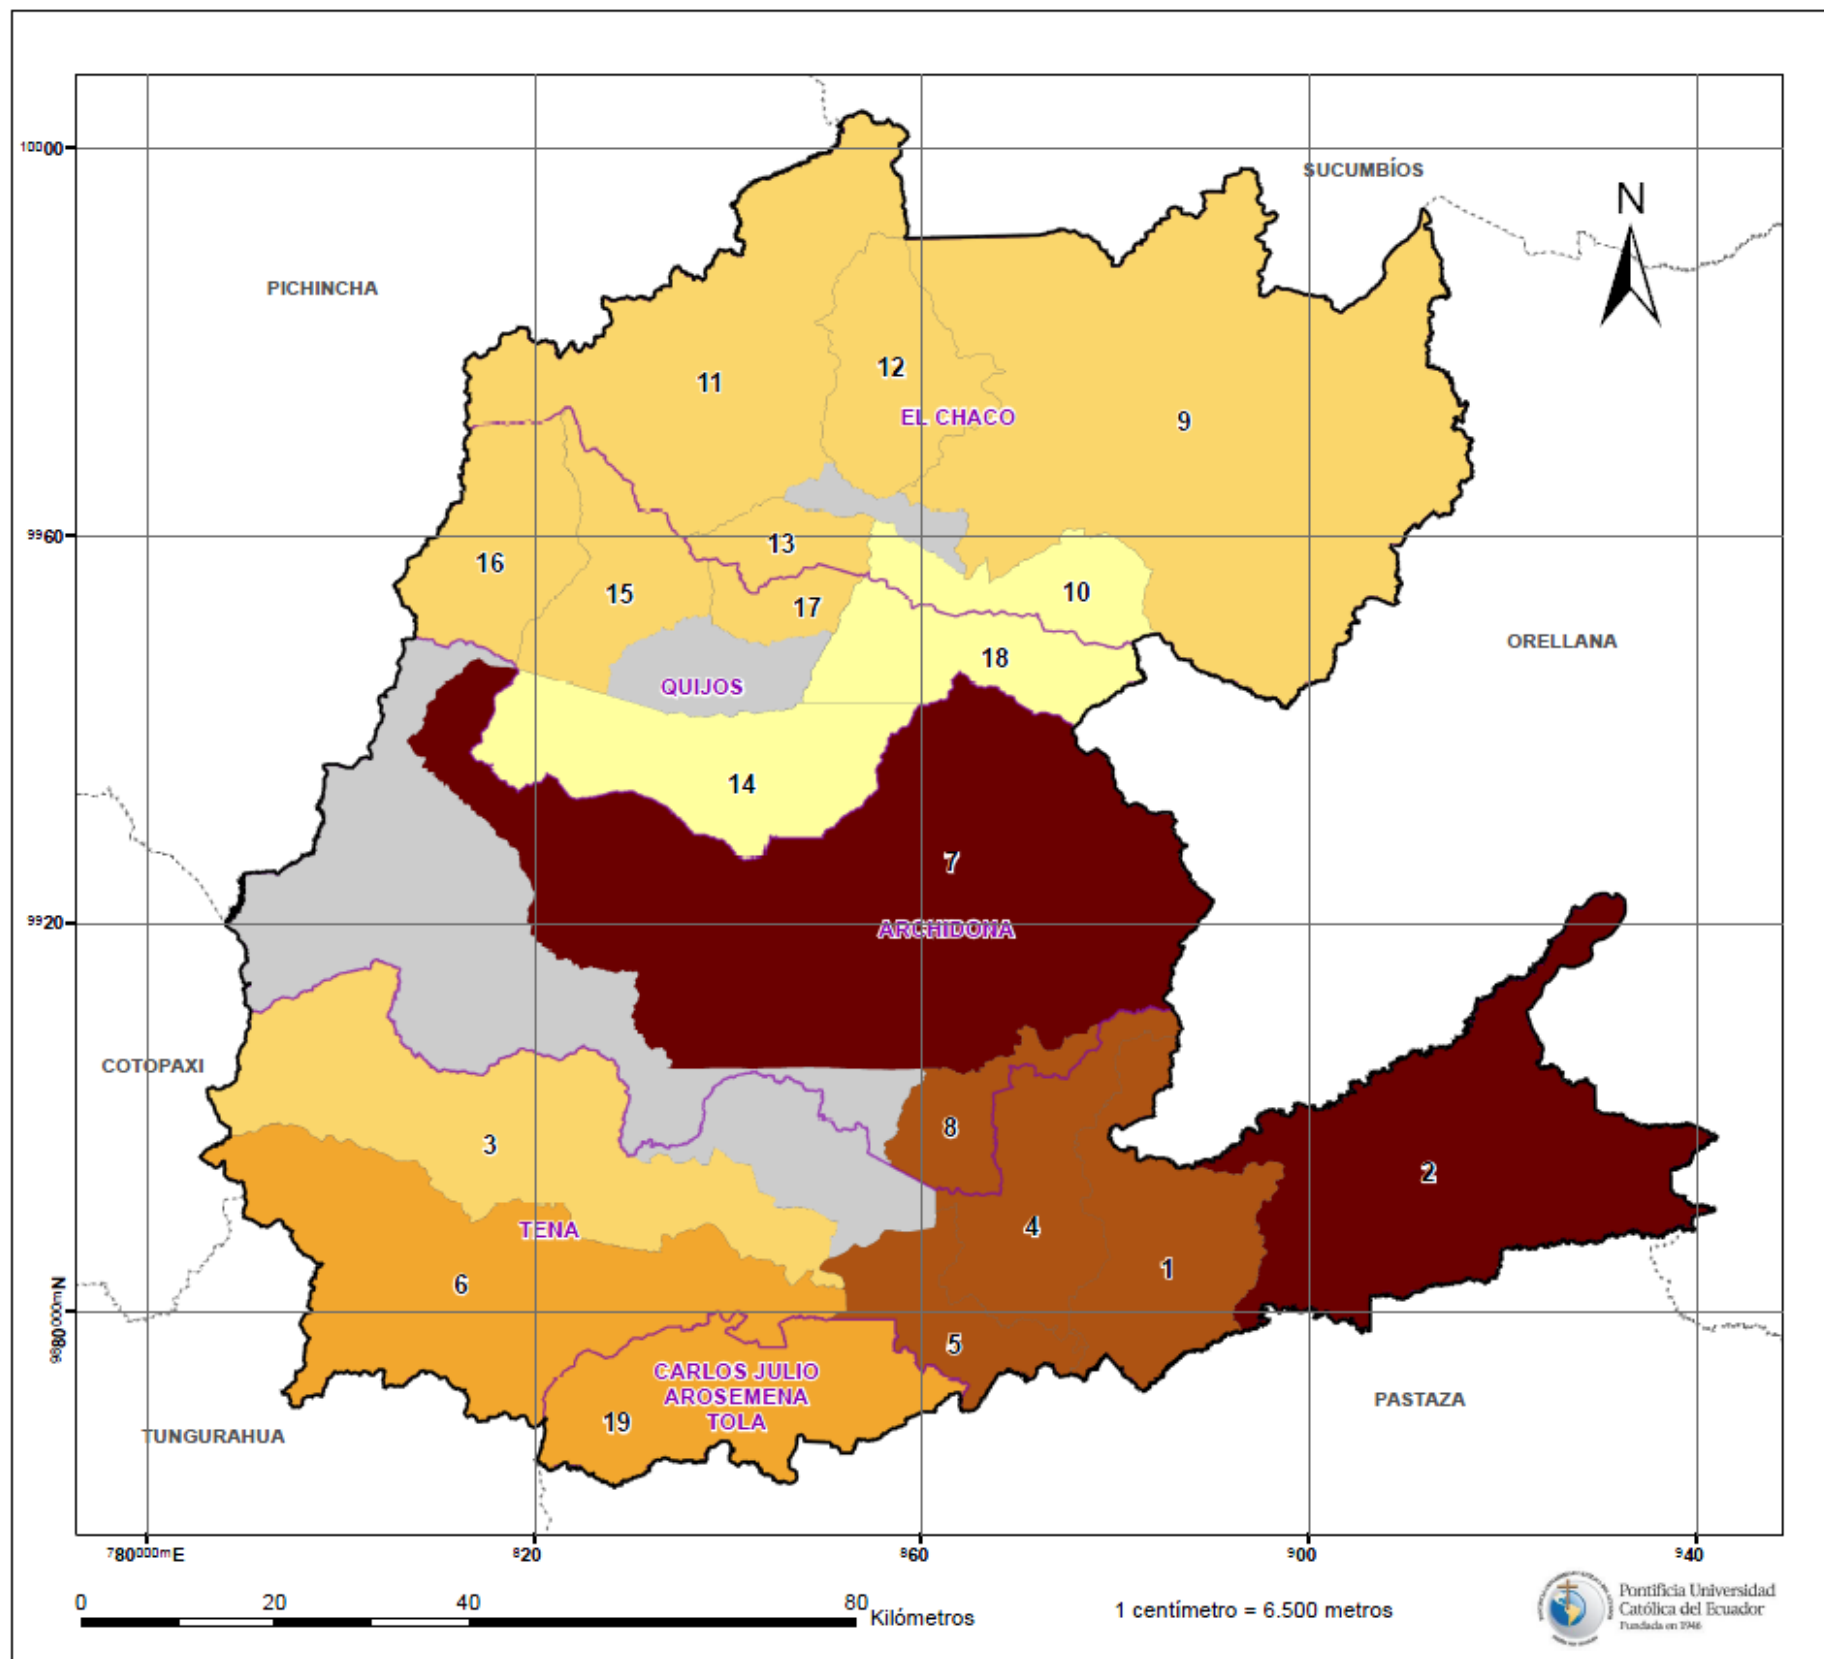 10000
SUCUMBÍOS
N
PICHINCHA
12
11
EL CHACO
9
9960
13
16
15
10
17
ORELLANA
18
QUIJOS
14
7
9920
ARCHIDONA
COTOPAXI
8
3
2
4
TENA
1
6
9880000mN
5
CARLOS JULIO
AROSEMENA
TOLA
PASTAZA
19
TUNGURAHUA
780000mE
820
860
900
940
0 20 40 80 Kilómetros
1 centímetro = 6.500 metros
Pontificia Universidad
Católica del Ecuador
Fundada en 1946